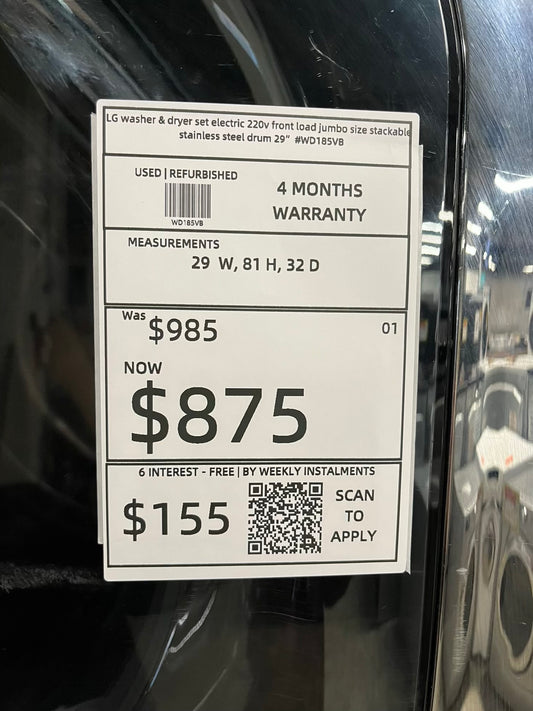 LG washer & dryer set electric 220v front load jumbo size stackable
stainless steel drum 29” #WD185VB
USED | REFURBISHED
WD185VB
4 MONTHS
WARRANTY
MEASUREMENTS
29 W, 81 H, 32 D
Was $985
01
NOW
$875
6 INTEREST - FREE | BY WEEKLY INSTALMENTS
$155
SCAN
TO
APPLY